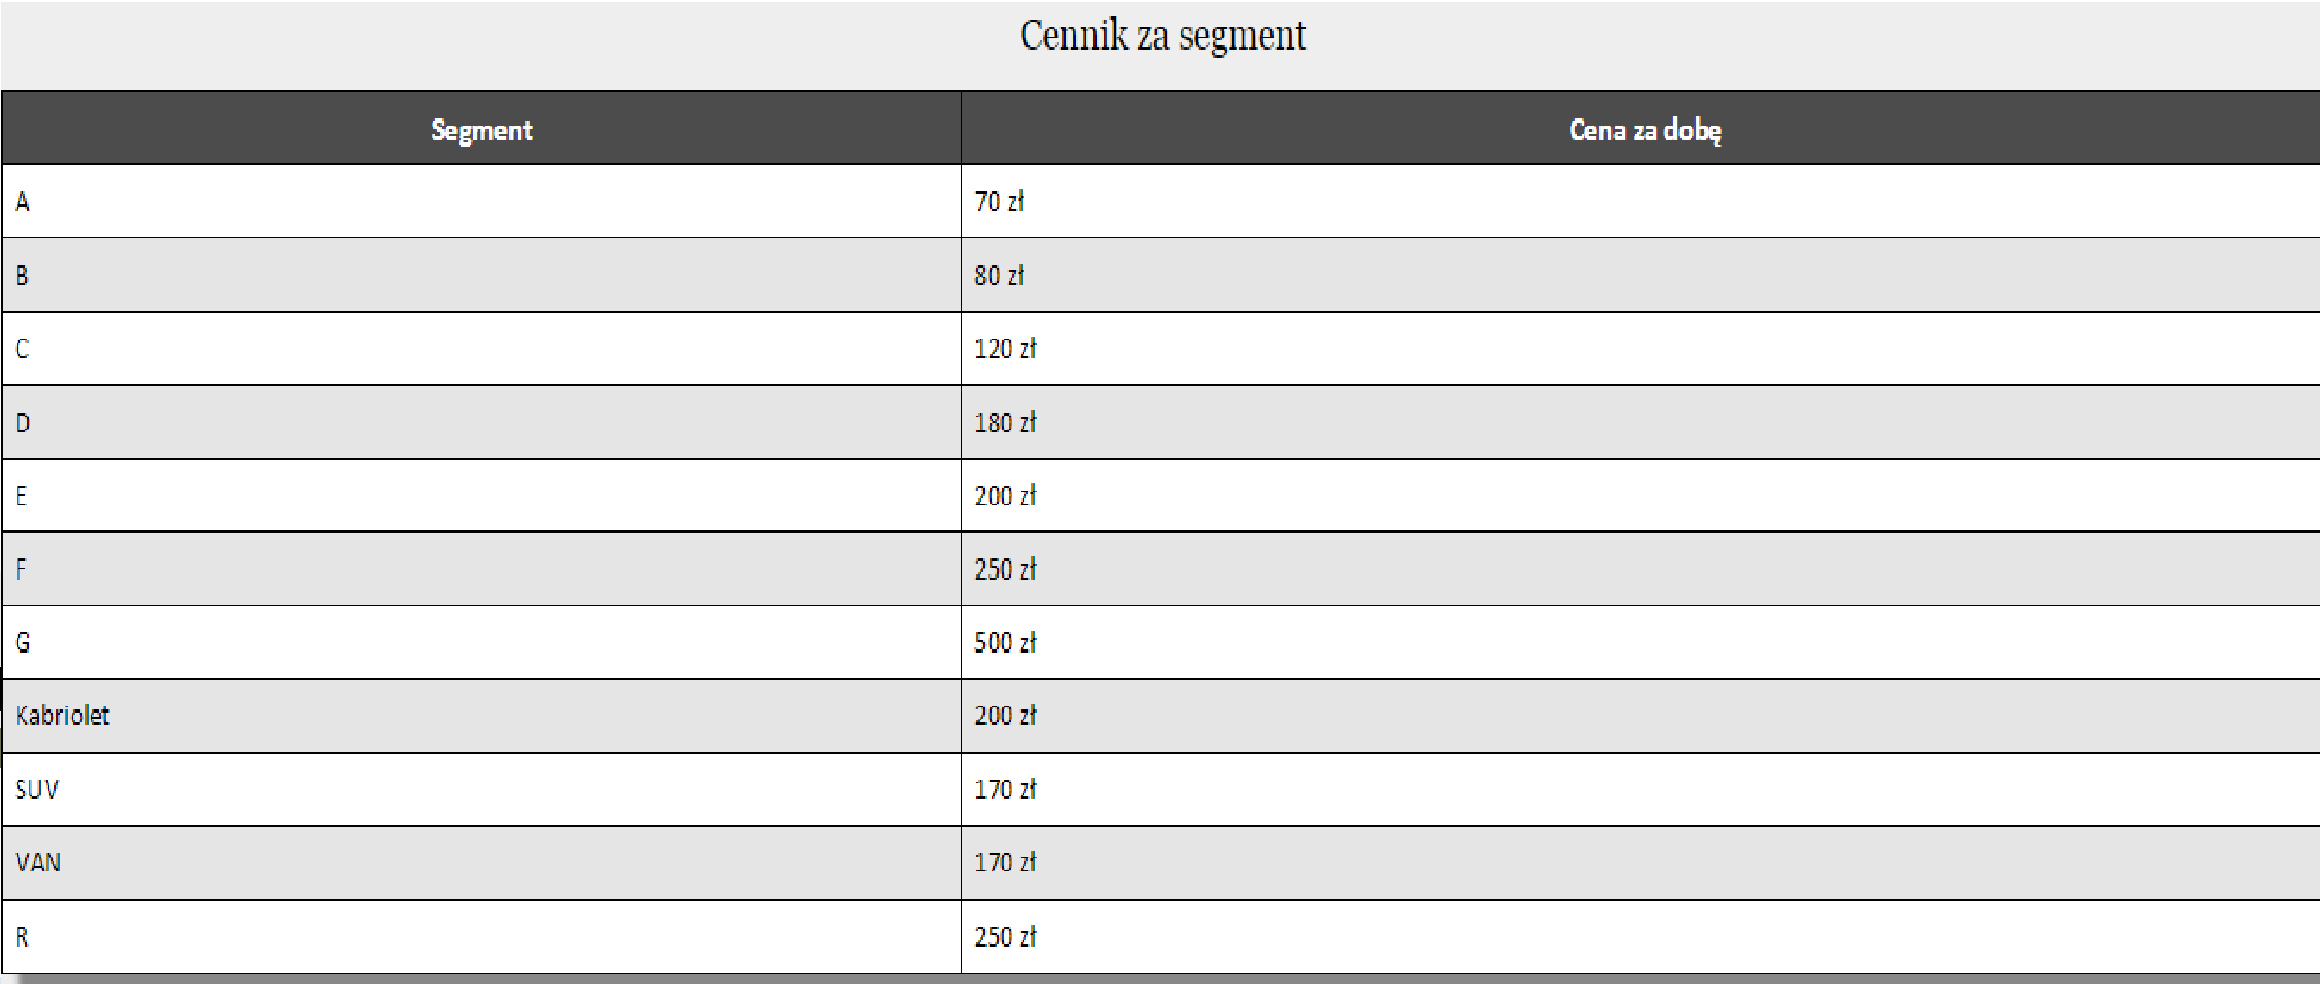 Cennik za segment
Segment Cena za dobę
A 70 zł
B 80 zł
C 120 zł
D 180 zł
E 200 zł
F 250 zł
G 500 zł
Kabriolet 200 zł
SUV 170 zł
VAN 170 zł
R 250 zł